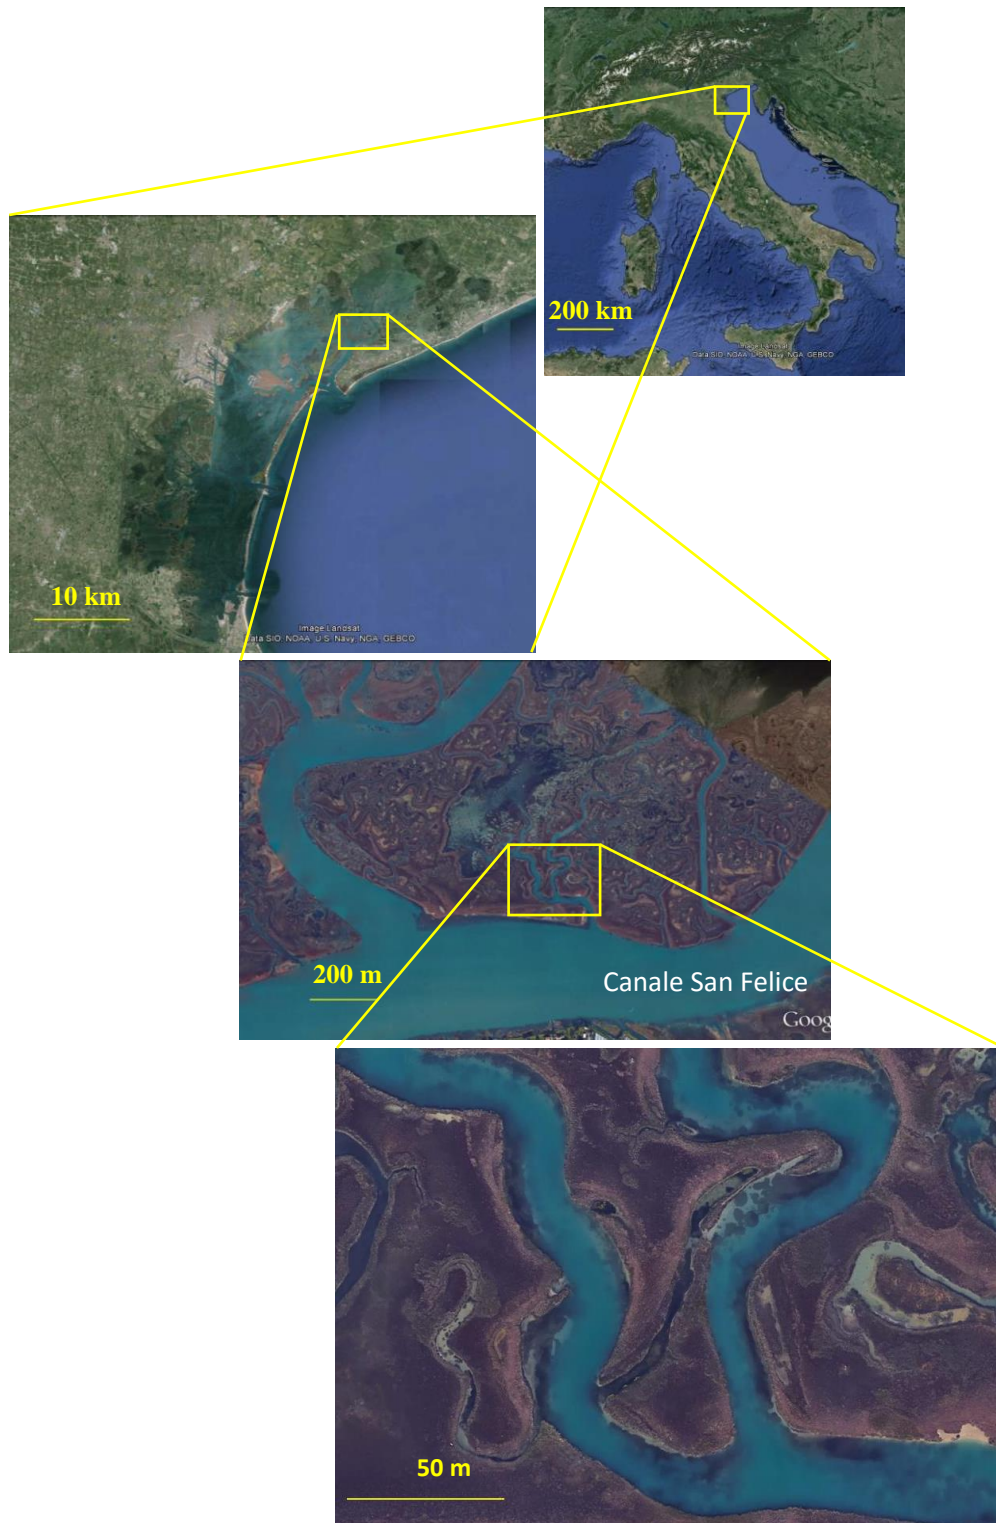 200 km
Image Landsat
Data SIO, NOAA, U.S. Navy, NGA, GEBCO
10 km
Image Landsat
Data SIO, NOAA, U.S. Navy, NGA, GEBCO
200 m
Canale San Felice
Goog
50 m